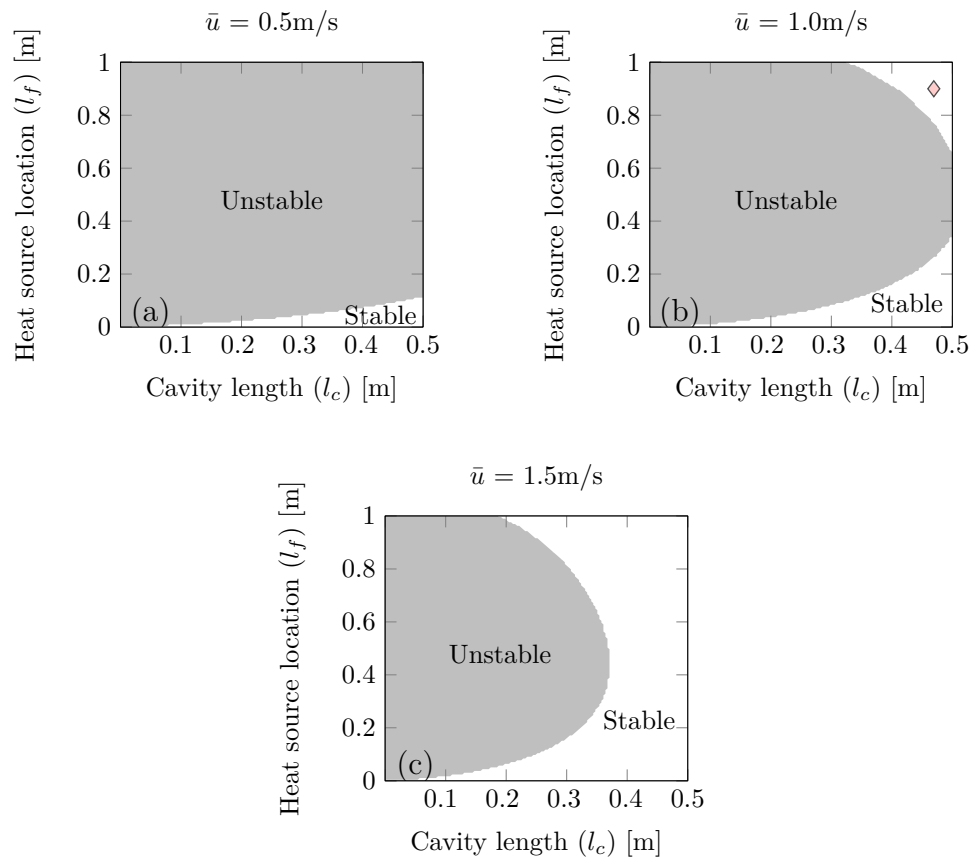 ū = 0.5m/s
Heat source location (l_f) [m]
1
0.8
0.6
0.4
0.2
0
Unstable
Stable
(a)
0.1 0.2 0.3 0.4 0.5
Cavity length (l_c) [m]
ū = 1.0m/s
Heat source location (l_f) [m]
1
0.8
0.6
0.4
0.2
0
Unstable
Stable
(b)
0.1 0.2 0.3 0.4 0.5
Cavity length (l_c) [m]
ū = 1.5m/s
Heat source location (l_f) [m]
1
0.8
0.6
0.4
0.2
0
Unstable
Stable
(c)
0.1 0.2 0.3 0.4 0.5
Cavity length (l_c) [m]